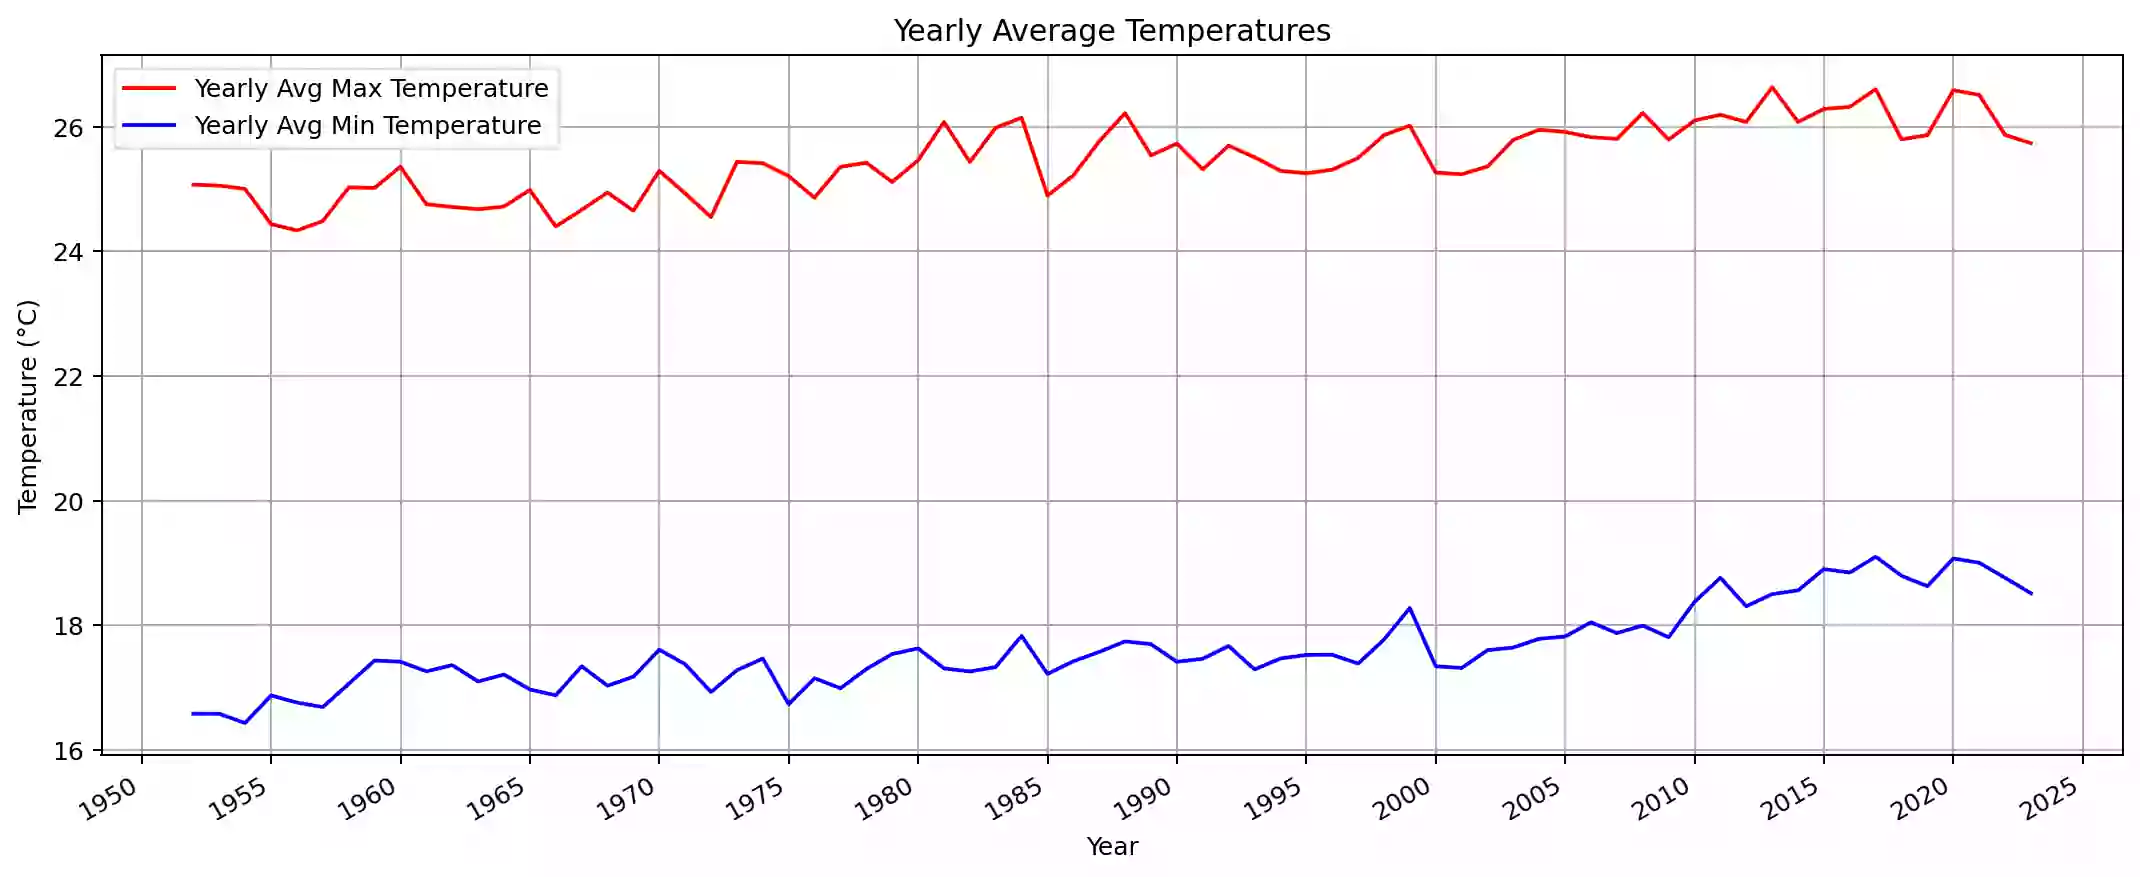 Yearly Average Temperatures
Yearly Avg Max Temperature
Yearly Avg Min Temperature
26
24
22
20
18
16
Temperature (°C)
1950 1955 1960 1965 1970 1975 1980 1985 1990 1995 2000 2005 2010 2015 2020 2025
Year